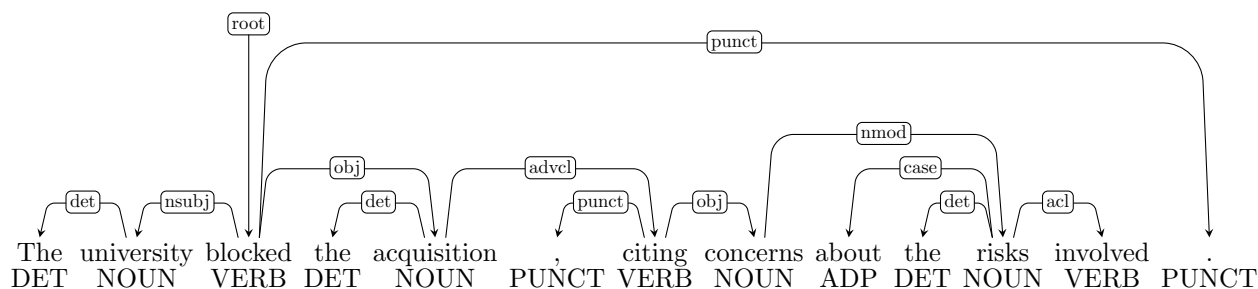 root
punct
nmod
obj advcl case
det nsubj det punct obj det acl
The university blocked the acquisition , citing concerns about the risks involved .
DET NOUN VERB DET NOUN PUNCT VERB NOUN ADP DET NOUN VERB PUNCT